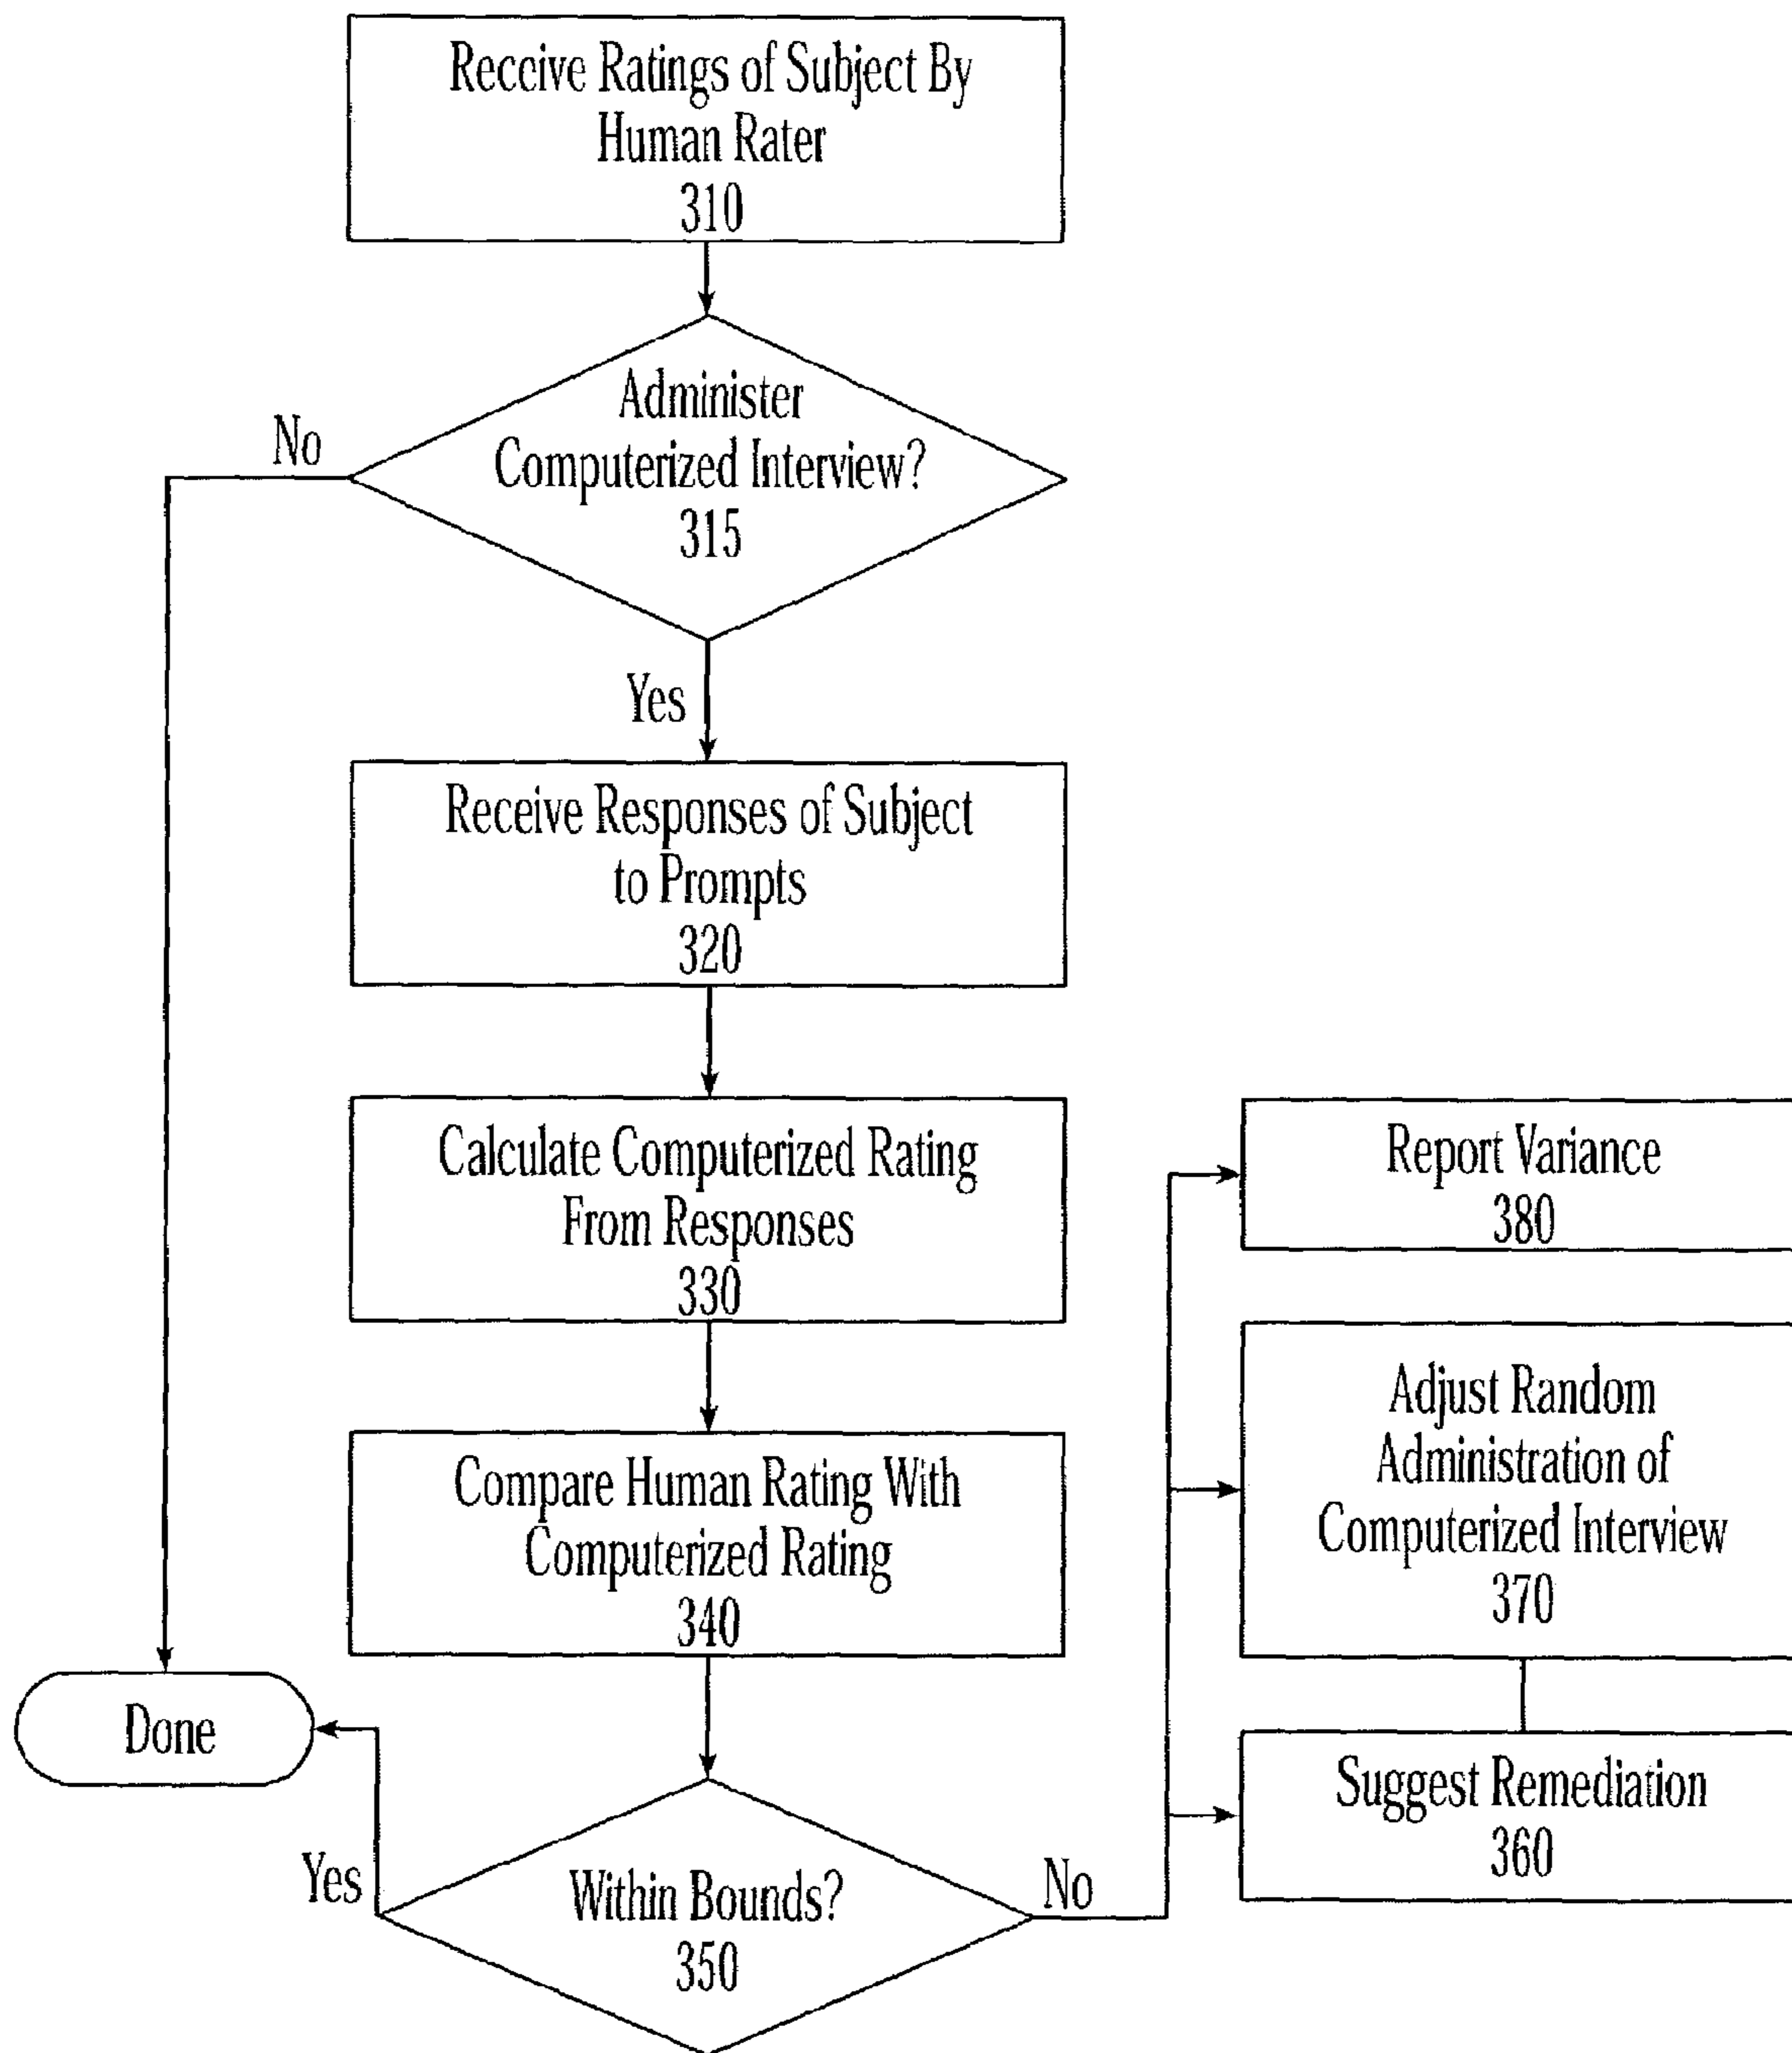 Reccive Ratings of Subject By
Human Rater
310
Administer
Computerized Interview?
315
No
Yes
Receive Responses of Subject
to Prompts
320
Calculate Computerized Rating
From Responses
330
Compare Human Rating With
Computerized Rating
340
Done
Yes
Within Bounds?
350
No
Report Variance
380
Adjust Random
Administration of
Computerized Interview
370
Suggest Remediation
360